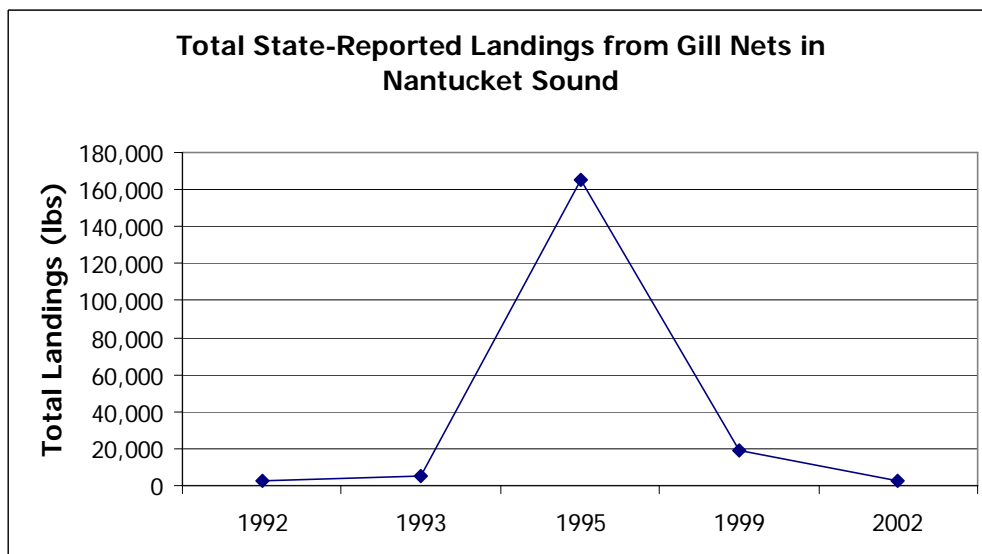 Total State-Reported Landings from Gill Nets in
Nantucket Sound
Total Landings (lbs)
180,000
160,000
140,000
120,000
100,000
80,000
60,000
40,000
20,000
0
1992 1993 1995 1999 2002